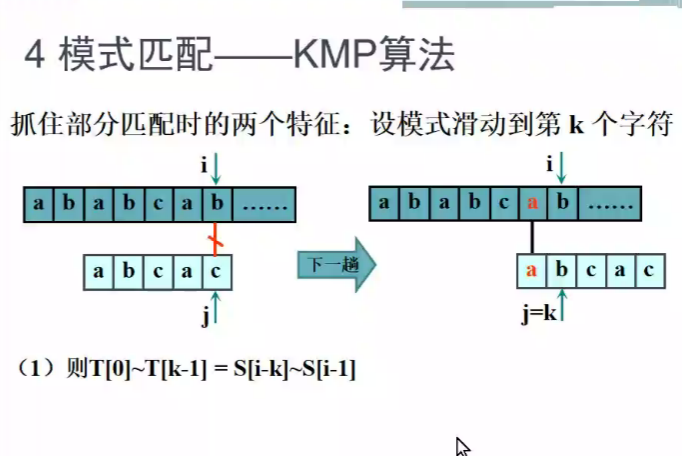 4 模式匹配——KMP算法
抓住部分匹配时的两个特征：设模式滑动到第 k 个字符
i i
a b a b c a b …… a b a b c a b ……
a b c a c 下一趟 a b c a c
j j=k
（1）则T[0]~T[k-1] = S[i-k]~S[i-1]